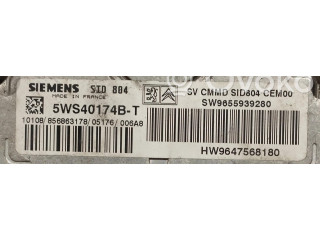 SIEMENS SID 804
MADE IN FRANCE
5WS40174B-T
10108/856863178/05176/006A8
SV CMMD SID804 CEM00
SW9655939280
HW9647568180